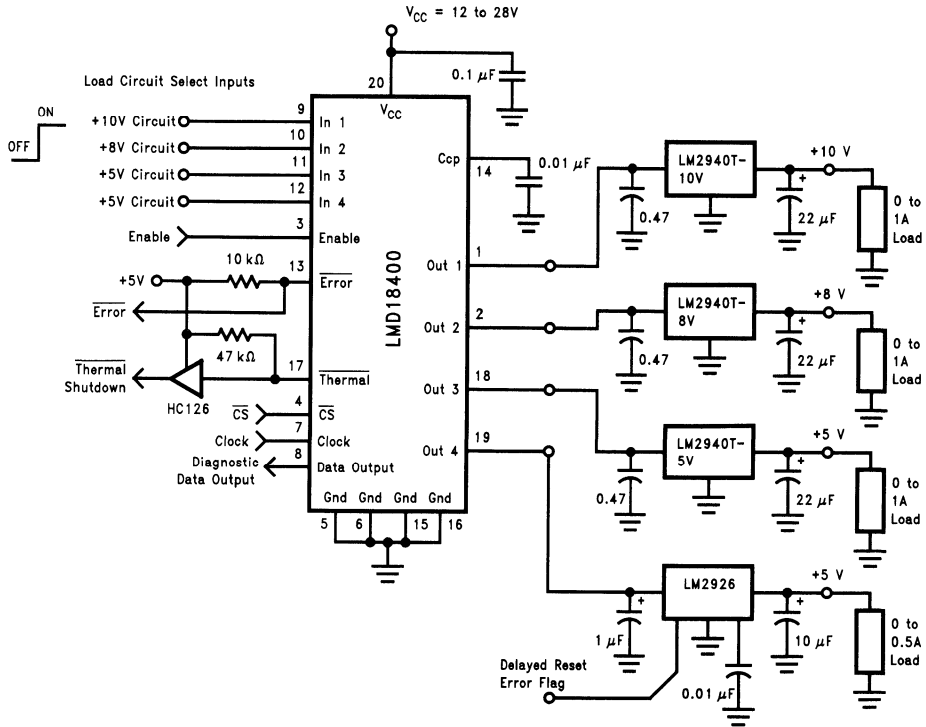 V_CC = 12 to 28V
0.1 μF
20
V_CC
Load Circuit Select Inputs
ON
OFF
+10V Circuit
9
In 1
+8V Circuit
10
In 2
+5V Circuit
11
In 3
+5V Circuit
12
In 4
Enable
3
Enable
+5V
10 kΩ
13
Error
Error
47 kΩ
Thermal
Shutdown
HC126
17
Thermal
CS
4
CS
Clock
7
Clock
Diagnostic
Data Output
8
Data Output
Gnd Gnd Gnd Gnd
5 6 15 16
LMD18400
Ccp
14
0.01 μF
Out 1
1
Out 2
2
Out 3
18
Out 4
19
0.47
LM2940T-
10V
+
22 μF
+10 V
0 to
1A
Load
0.47
LM2940T-
8V
+
22 μF
+8 V
0 to
1A
Load
0.47
LM2940T-
5V
+
22 μF
+5 V
0 to
1A
Load
+
1 μF
LM2926
+
10 μF
+5 V
0 to
0.5A
Load
0.01 μF
Delayed Reset
Error Flag